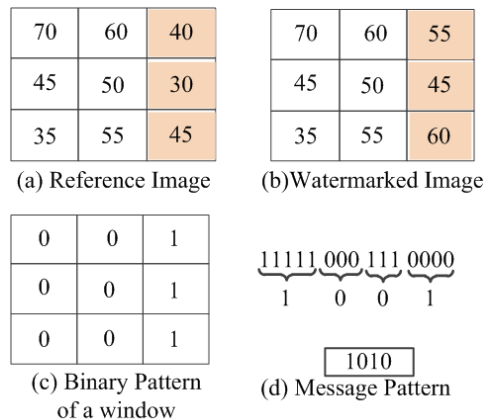 70 60 40
45 50 30
35 55 45
(a) Reference Image
70 60 55
45 50 45
35 55 60
(b)Watermarked Image
0 0 1
0 0 1
0 0 1
(c) Binary Pattern
of a window
11111 000 111 0000
1 0 0 1
1010
(d) Message Pattern